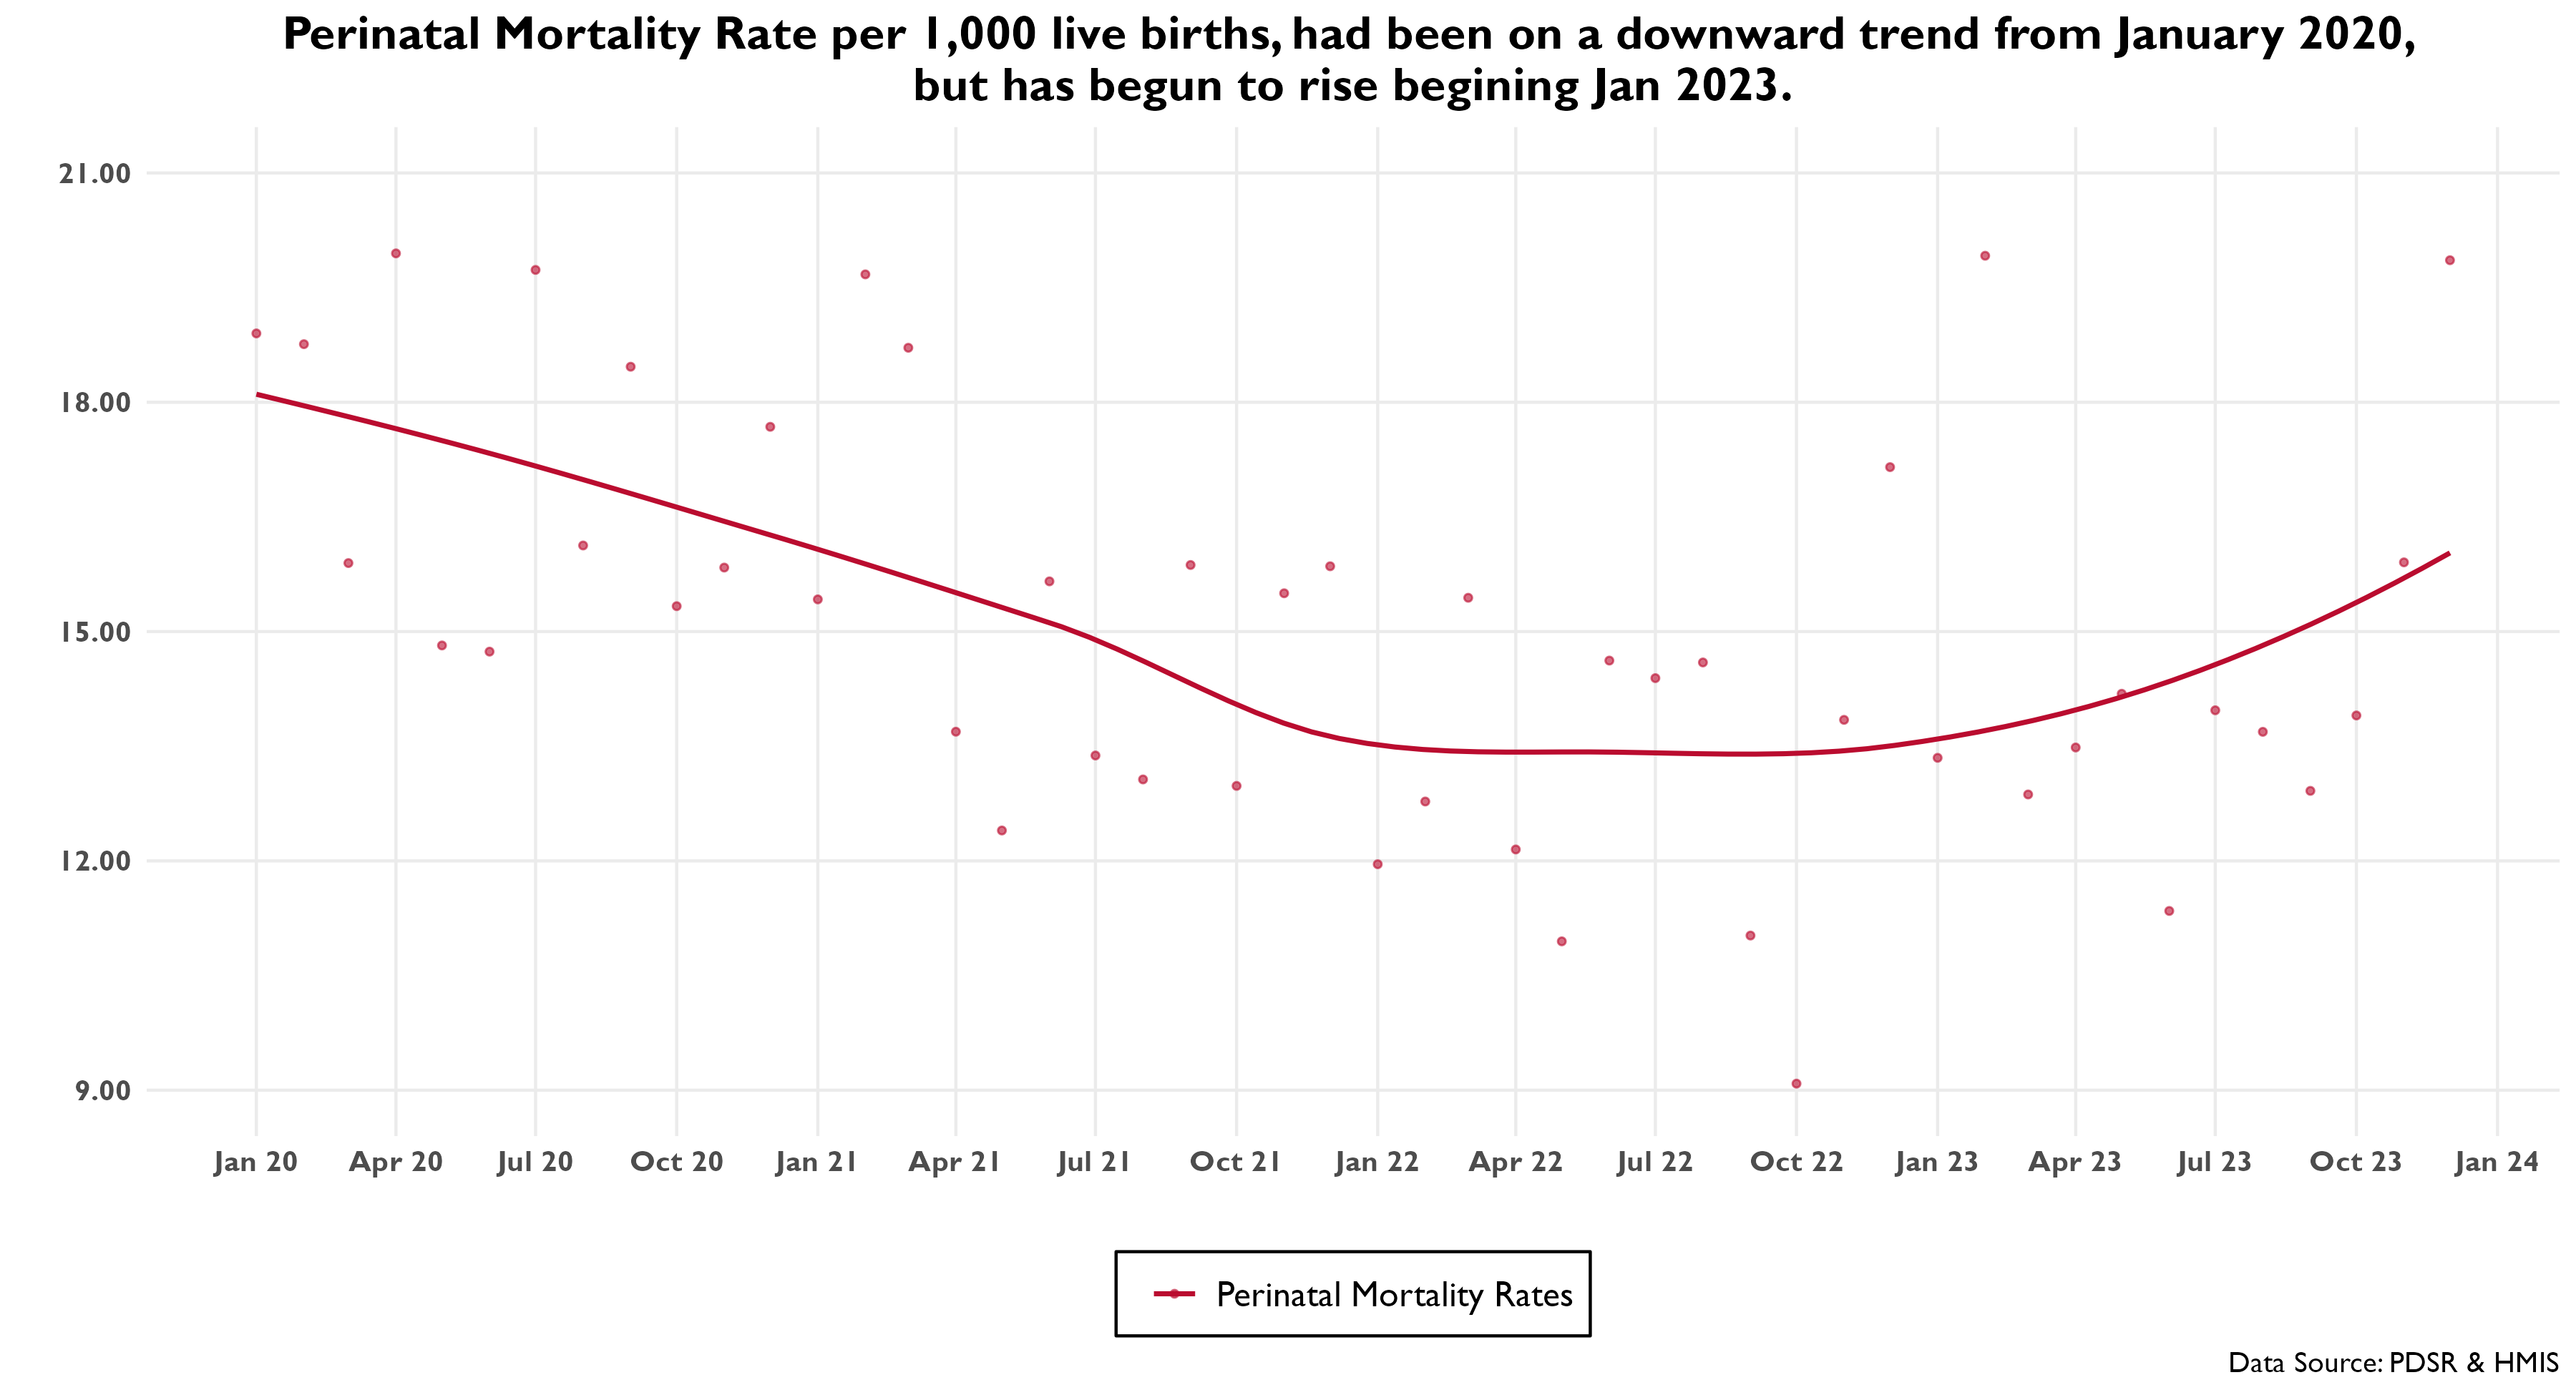 Perinatal Mortality Rate per 1,000 live births, had been on a downward trend from January 2020,
but has begun to rise begining Jan 2023.
21.00
18.00
15.00
12.00
9.00
Jan 20 Apr 20 Jul 20 Oct 20 Jan 21 Apr 21 Jul 21 Oct 21 Jan 22 Apr 22 Jul 22 Oct 22 Jan 23 Apr 23 Jul 23 Oct 23 Jan 24
Perinatal Mortality Rates
Data Source: PDSR & HMIS